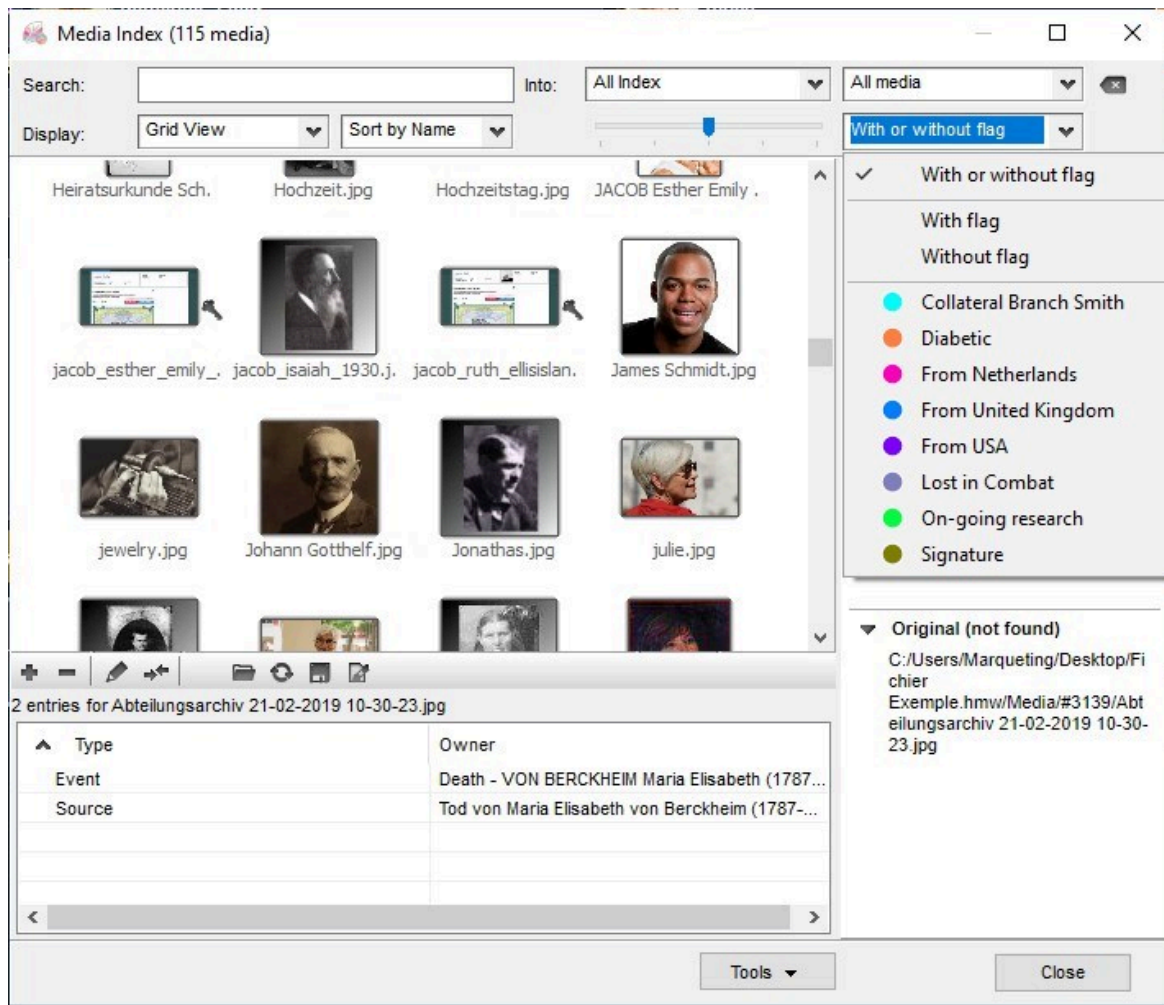 Media Index (115 media)
Search:
Into:
All Index
All media
Display:
Grid View
Sort by Name
With or without flag
With or without flag
With flag
Without flag
Collateral Branch Smith
Diabetic
From Netherlands
From United Kingdom
From USA
Lost in Combat
On-going research
Signature
Heiratsurkunde Sch.
Hochzeit.jpg
Hochzeitstag.jpg
JACOB Esther Emily .
jacob_esther_emily_.
jacob_isaiah_1930.j.
jacob_ruth_ellisislan.
James Schmidt.jpg
jewelry.jpg
Johann Gotthelf.jpg
Jonathas.jpg
julie.jpg
Original (not found)
C:/Users/Marqueting/Desktop/Fi
chier
Exemple.hmw/Media/#3139/Abt
eilungsarchiv 21-02-2019 10-30-
23.jpg
2 entries for Abteilungsarchiv 21-02-2019 10-30-23.jpg
Type
Owner
Event
Death - VON BERCKHEIM Maria Elisabeth (1787...
Source
Tod von Maria Elisabeth von Berckheim (1787-...
Tools
Close